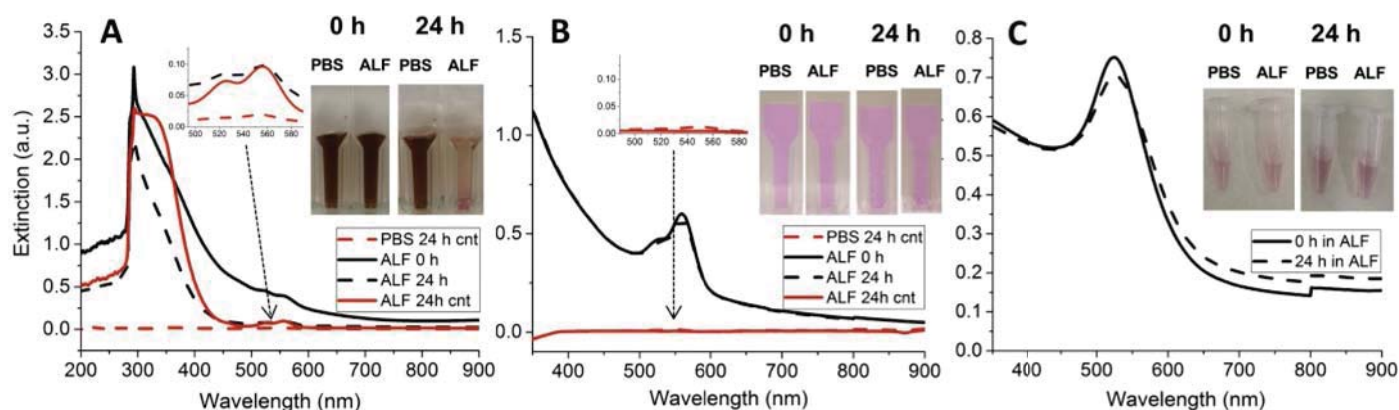 A
0 h 24 h
PBS ALF PBS ALF
0.10
0.05
0.00
500 520 540 560 580
3.5
3.0
2.5
2.0
1.5
1.0
0.5
0.0
Extinction (a.u.)
PBS 24 h cnt
ALF 0 h
ALF 24 h
ALF 24h cnt
200 300 400 500 600 700 800 900
Wavelength (nm)
B
0 h 24 h
PBS ALF PBS ALF
0.10
0.05
0.00
500 520 540 560 580
1.5
1.0
0.5
0.0
PBS 24 h cnt
ALF 0 h
ALF 24 h
ALF 24h cnt
400 500 600 700 800 900
Wavelength (nm)
C
0 h 24 h
PBS ALF PBS ALF
0.8
0.7
0.6
0.5
0.4
0.3
0.2
0.1
0.0
0 h in ALF
24 h in ALF
400 500 600 700 800 900
Wavelength (nm)